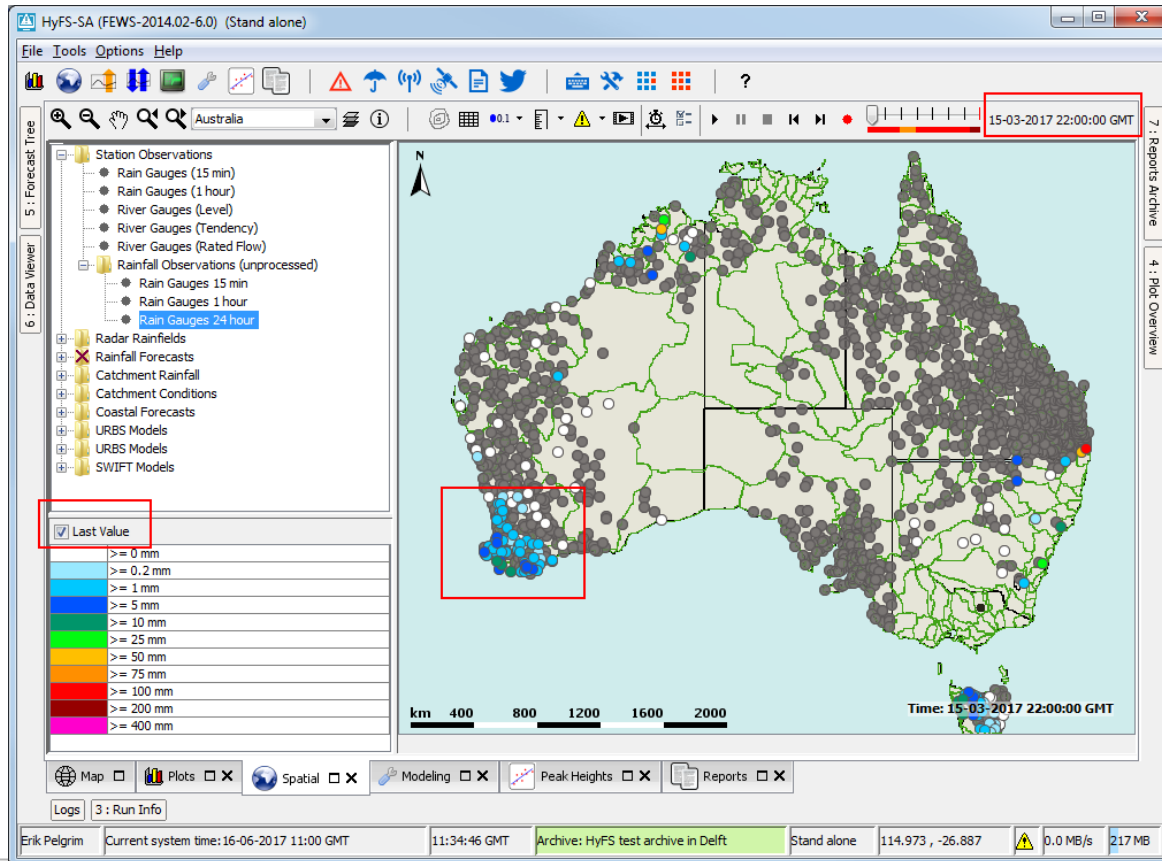 HyFS-SA (FEWS-2014.02-6.0) (Stand alone)
File Tools Options Help
?
Australia
0.1
15-03-2017 22:00:00 GMT
5 : Forecast Tree
6 : Data Viewer
7 : Reports Archive
4 : Plot Overview
Station Observations
Rain Gauges (15 min)
Rain Gauges (1 hour)
River Gauges (Level)
River Gauges (Tendency)
River Gauges (Rated Flow)
Rainfall Observations (unprocessed)
Rain Gauges 15 min
Rain Gauges 1 hour
Rain Gauges 24 hour
Radar Rainfields
Rainfall Forecasts
Catchment Rainfall
Catchment Conditions
Coastal Forecasts
URBS Models
URBS Models
SWIFT Models
Last Value
>= 0 mm
>= 0.2 mm
>= 1 mm
>= 5 mm
>= 10 mm
>= 25 mm
>= 50 mm
>= 75 mm
>= 100 mm
>= 200 mm
>= 400 mm
N
km 400 800 1200 1600 2000
Time: 15-03-2017 22:00:00 GMT
Map Plots Spatial Modeling Peak Heights Reports
Logs 3 : Run Info
Erik Pelgrim Current system time:16-06-2017 11:00 GMT 11:34:46 GMT Archive: HyFS test archive in Delft Stand alone 114.973 , -26.887 0.0 MB/s 217 MB